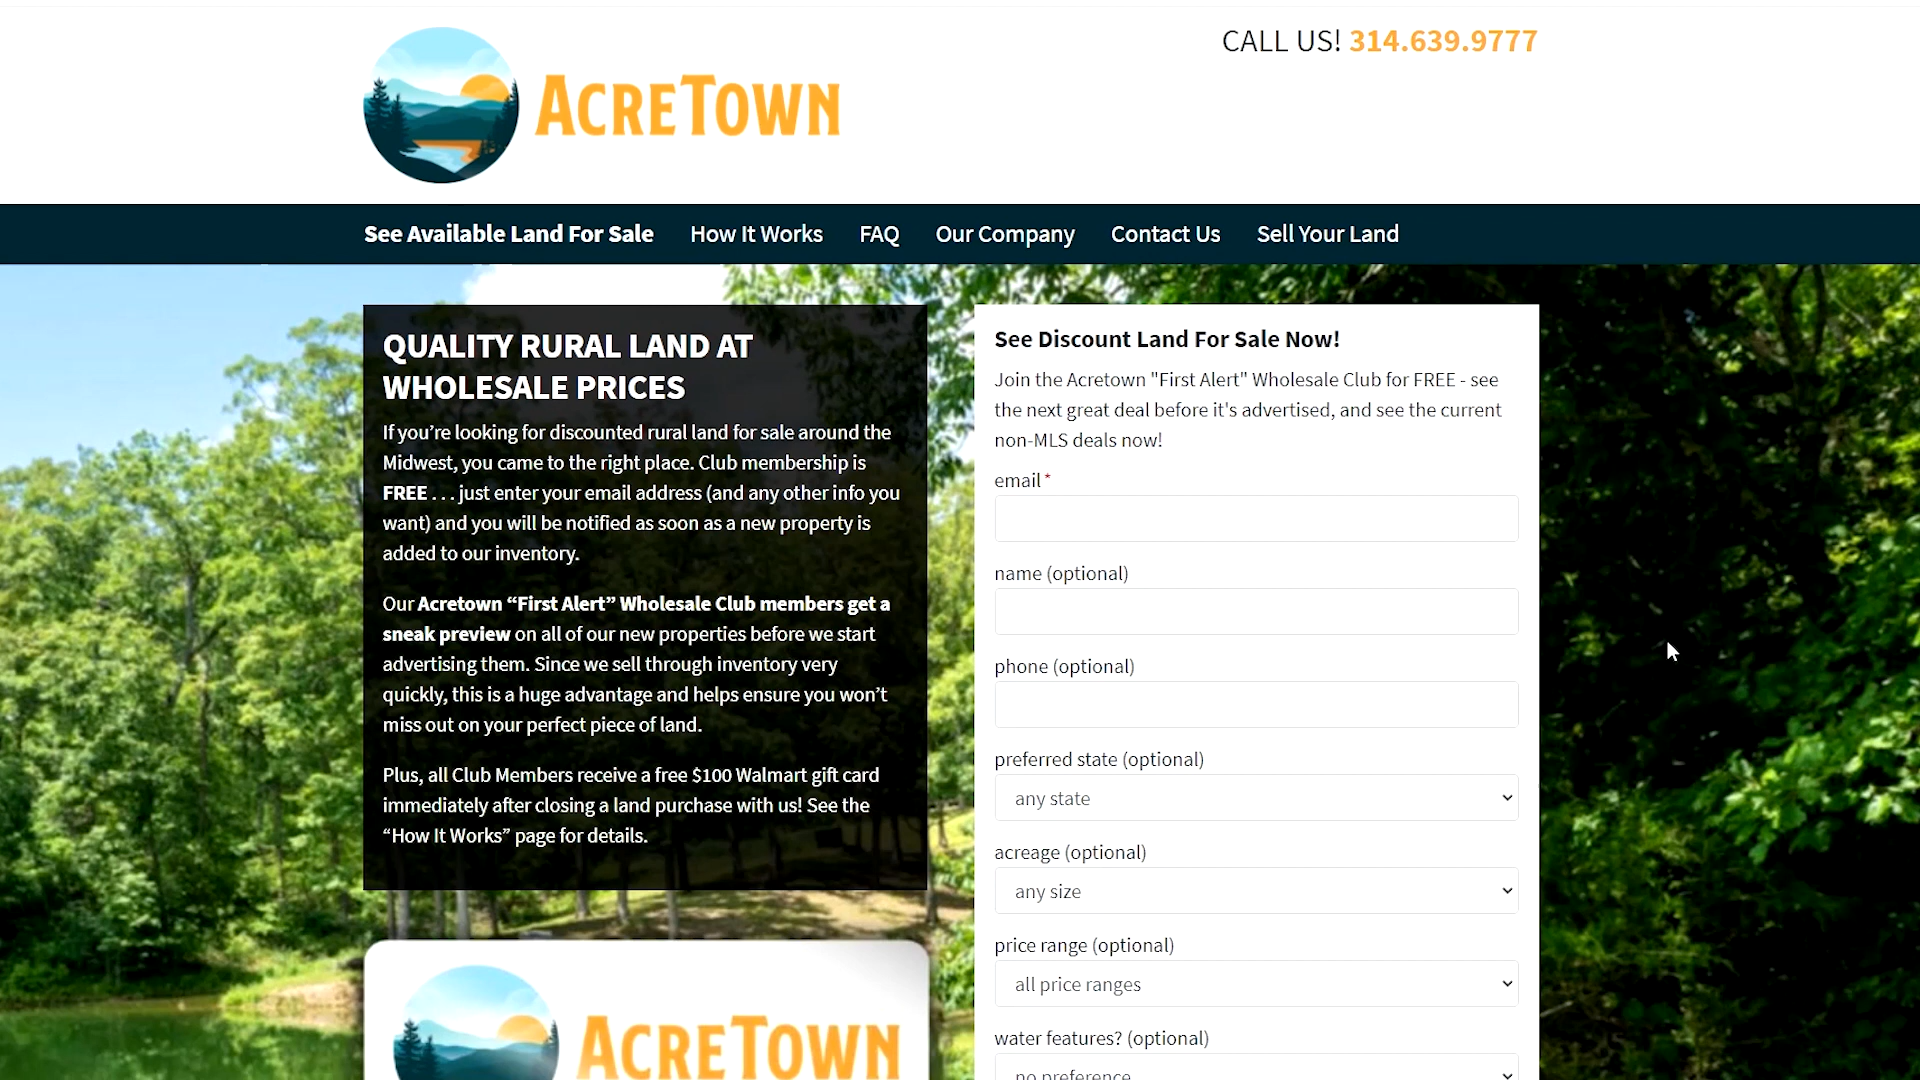 CALL US! 314.639.9777
ACRETOWN
See Available Land For Sale How It Works FAQ Our Company Contact Us Sell Your Land
QUALITY RURAL LAND AT
WHOLESALE PRICES
If you’re looking for discounted rural land for sale around the
Midwest, you came to the right place. Club membership is
FREE . . . just enter your email address (and any other info you
want) and you will be notified as soon as a new property is
added to our inventory.
Our Acretown “First Alert” Wholesale Club members get a
sneak preview on all of our new properties before we start
advertising them. Since we sell through inventory very
quickly, this is a huge advantage and helps ensure you won’t
miss out on your perfect piece of land.
Plus, all Club Members receive a free $100 Walmart gift card
immediately after closing a land purchase with us! See the
“How It Works” page for details.
ACRETOWN
See Discount Land For Sale Now!
Join the Acretown "First Alert" Wholesale Club for FREE - see
the next great deal before it's advertised, and see the current
non-MLS deals now!
email *
name (optional)
phone (optional)
preferred state (optional)
any state
acreage (optional)
any size
price range (optional)
all price ranges
water features? (optional)
no preference